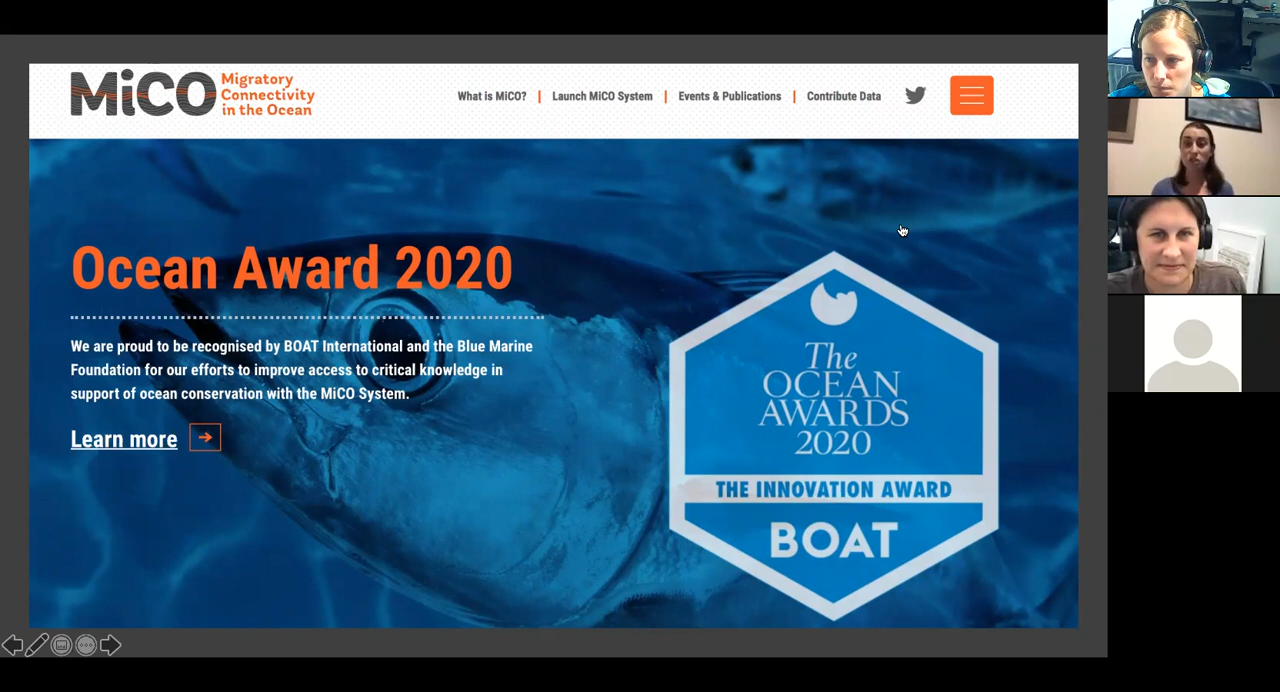 MiCO
Migratory
Connectivity
in the Ocean
What is MiCO?
Launch MiCO System
Events & Publications
Contribute Data
Ocean Award 2020
We are proud to be recognised by BOAT International and the Blue Marine
Foundation for our efforts to improve access to critical knowledge in
support of ocean conservation with the MiCO System.
Learn more
The
OCEAN
AWARDS
2020
THE INNOVATION AWARD
BOAT